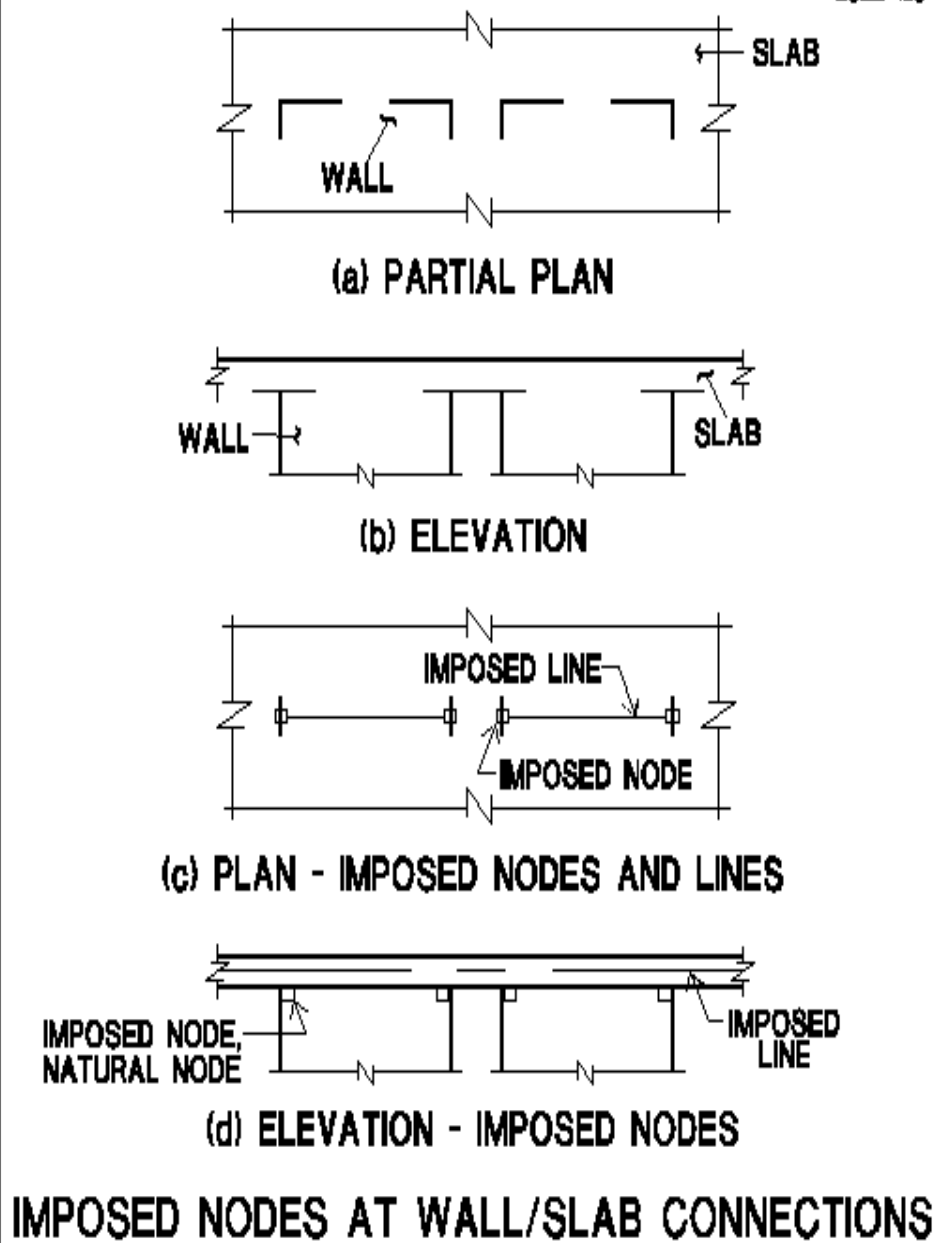 SLAB
WALL
(a) PARTIAL PLAN
WALL
SLAB
(b) ELEVATION
IMPOSED LINE
IMPOSED NODE
(c) PLAN - IMPOSED NODES AND LINES
IMPOSED NODE,
NATURAL NODE
IMPOSED
LINE
(d) ELEVATION - IMPOSED NODES
IMPOSED NODES AT WALL/SLAB CONNECTIONS